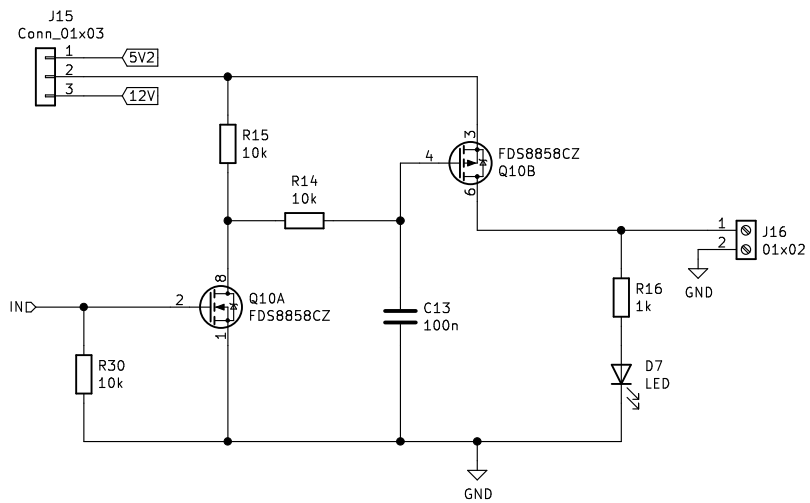 J15
Conn_01x03
1
5V2
2
3
12V
R15
10k
3
4
FDS8858CZ
Q10B
6
R14
10k
1
2
J16
01x02
GND
8
IN
2
Q10A
FDS8858CZ
1
C13
100n
R16
1k
R30
10k
D7
LED
GND